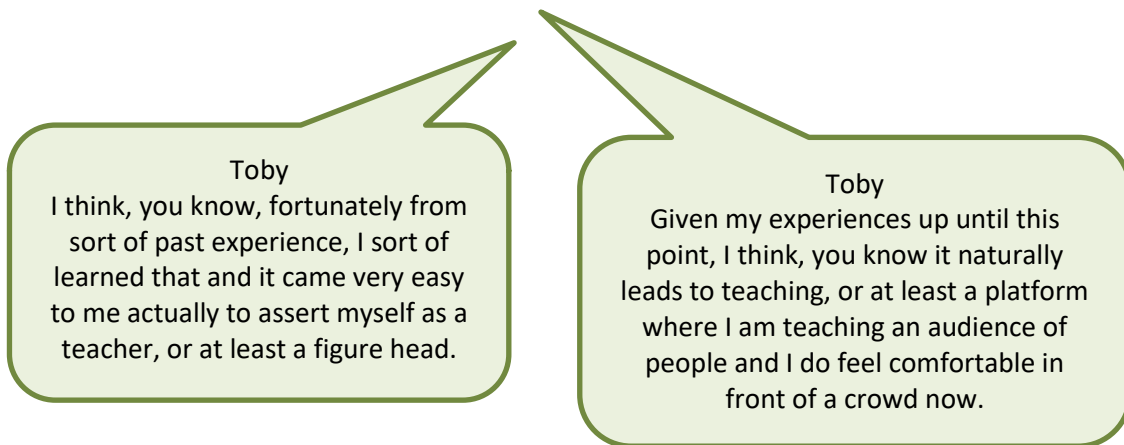 Toby
I think, you know, fortunately from
sort of past experience, I sort of
learned that and it came very easy
to me actually to assert myself as a
teacher, or at least a figure head.
Toby
Given my experiences up until this
point, I think, you know it naturally
leads to teaching, or at least a platform
where I am teaching an audience of
people and I do feel comfortable in
front of a crowd now.